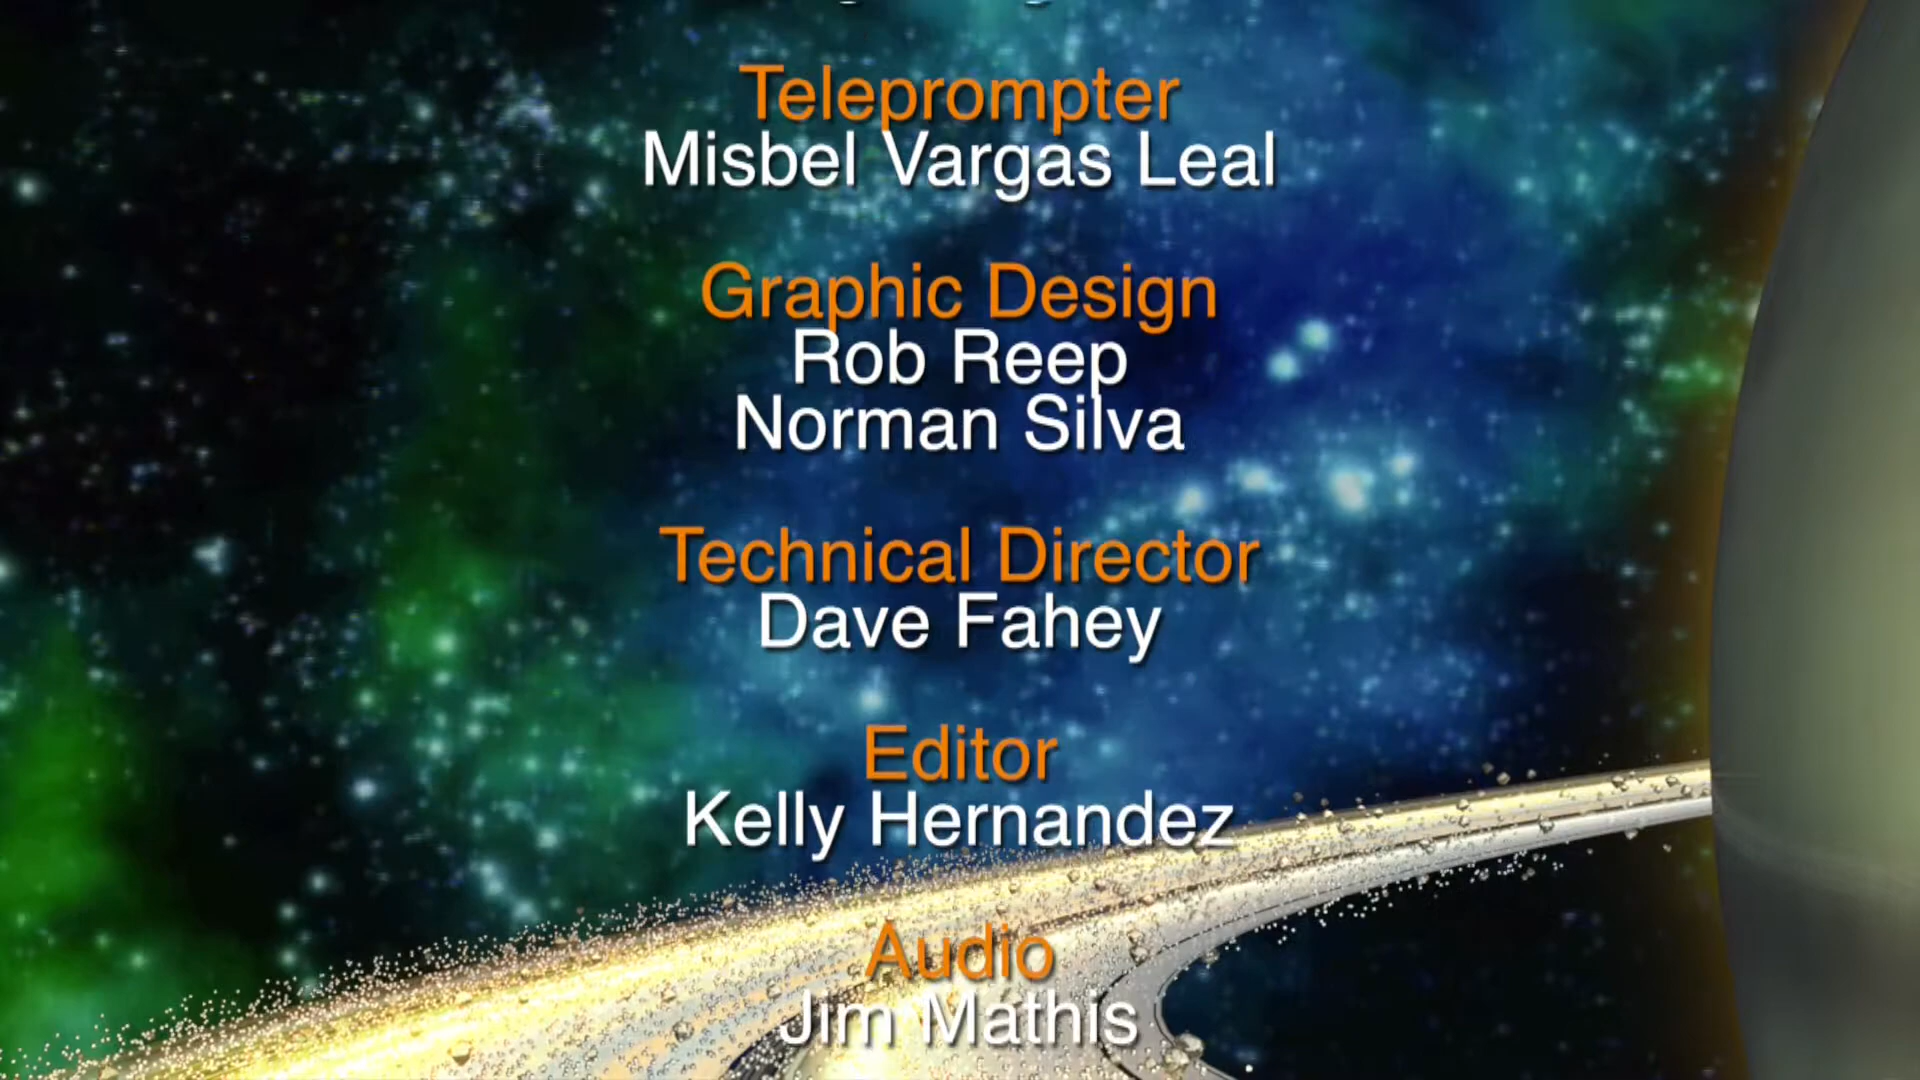 Teleprompter
Misbel Vargas Leal
Graphic Design
Rob Reep
Norman Silva
Technical Director
Dave Fahey
Editor
Kelly Hernandez
Audio
Jim Mathis